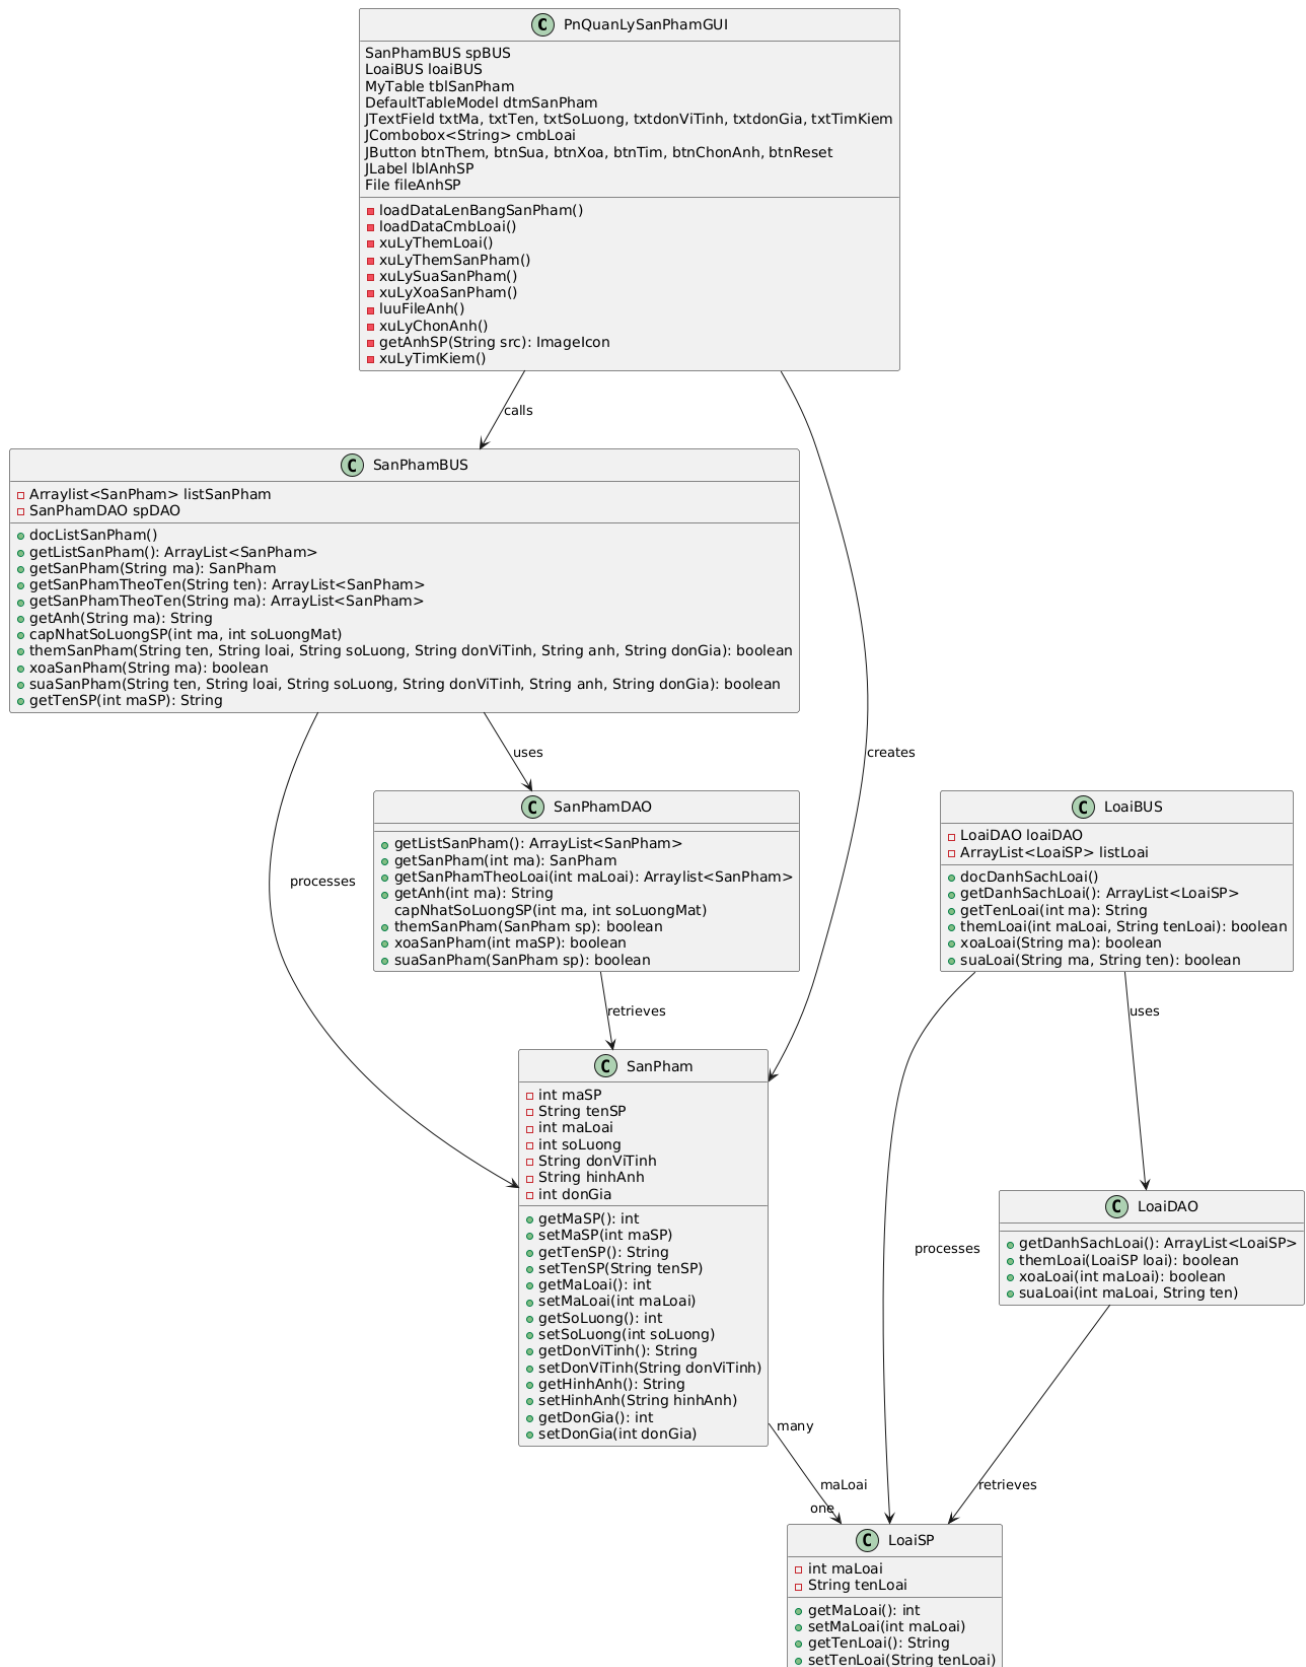 C PnQuanLySanPhamGUI
SanPhamBUS spBUS
LoaiBUS loaiBUS
MyTable tblSanPham
DefaultTableModel dtmSanPham
JTextField txtMa, txtTen, txtSoLuong, txtdonViTinh, txtdonGia, txtTimKiem
JCombobox<String> cmbLoai
JButton btnThem, btnSua, btnXoa, btnTim, btnChonAnh, btnReset
JLabel lblAnhSP
File fileAnhSP
loadDataLenBangSanPham()
loadDataCmbLoai()
xuLyThemLoai()
xuLyThemSanPham()
xuLySuaSanPham()
xuLyXoaSanPham()
luuFileAnh()
xuLyChonAnh()
getAnhSP(String src): ImageIcon
xuLyTimKiem()
calls
C SanPhamBUS
Arraylist<SanPham> listSanPham
SanPhamDAO spDAO
docListSanPham()
getListSanPham(): ArrayList<SanPham>
getSanPham(String ma): SanPham
getSanPhamTheoTen(String ten): ArrayList<SanPham>
getSanPhamTheoTen(String ma): ArrayList<SanPham>
getAnh(String ma): String
capNhatSoLuongSP(int ma, int soLuongMat)
themSanPham(String ten, String loai, String soLuong, String donViTinh, String anh, String donGia): boolean
xoaSanPham(String ma): boolean
suaSanPham(String ten, String loai, String soLuong, String donViTinh, String anh, String donGia): boolean
getTenSP(int maSP): String
uses
creates
processes
C SanPhamDAO
getListSanPham(): ArrayList<SanPham>
getSanPham(int ma): SanPham
getSanPhamTheoLoai(int maLoai): Arraylist<SanPham>
getAnh(int ma): String
capNhatSoLuongSP(int ma, int soLuongMat)
themSanPham(SanPham sp): boolean
xoaSanPham(int maSP): boolean
suaSanPham(SanPham sp): boolean
C LoaiBUS
LoaiDAO loaiDAO
ArrayList<LoaiSP> listLoai
docDanhSachLoai()
getDanhSachLoai(): ArrayList<LoaiSP>
getTenLoai(int ma): String
themLoai(int maLoai, String tenLoai): boolean
xoaLoai(String ma): boolean
suaLoai(String ma, String ten): boolean
retrieves
uses
C SanPham
int maSP
String tenSP
int maLoai
int soLuong
String donViTinh
String hinhAnh
int donGia
getMaSP(): int
setMaSP(int maSP)
getTenSP(): String
setTenSP(String tenSP)
getMaLoai(): int
setMaLoai(int maLoai)
getSoLuong(): int
setSoLuong(int soLuong)
getDonViTinh(): String
setDonViTinh(String donViTinh)
getHinhAnh(): String
setHinhAnh(String hinhAnh)
getDonGia(): int
setDonGia(int donGia)
processes
C LoaiDAO
getDanhSachLoai(): ArrayList<LoaiSP>
themLoai(LoaiSP loai): boolean
xoaLoai(int maLoai): boolean
suaLoai(int maLoai, String ten)
many
maLoai
one
retrieves
C LoaiSP
int maLoai
String tenLoai
getMaLoai(): int
setMaLoai(int maLoai)
getTenLoai(): String
setTenLoai(String tenLoai)